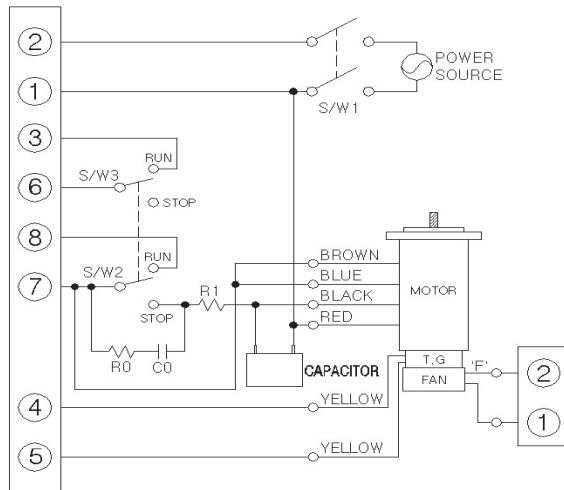 2
POWER
SOURCE
1
S/W1
3
RUN
S/W3
6
STOP
8
RUN
BROWN
S/W2
BLUE
MOTOR
7
R1
BLACK
STOP
RED
R0
C0
CAPACITOR
T.G
'F'
2
FAN
4
YELLOW
1
5
YELLOW